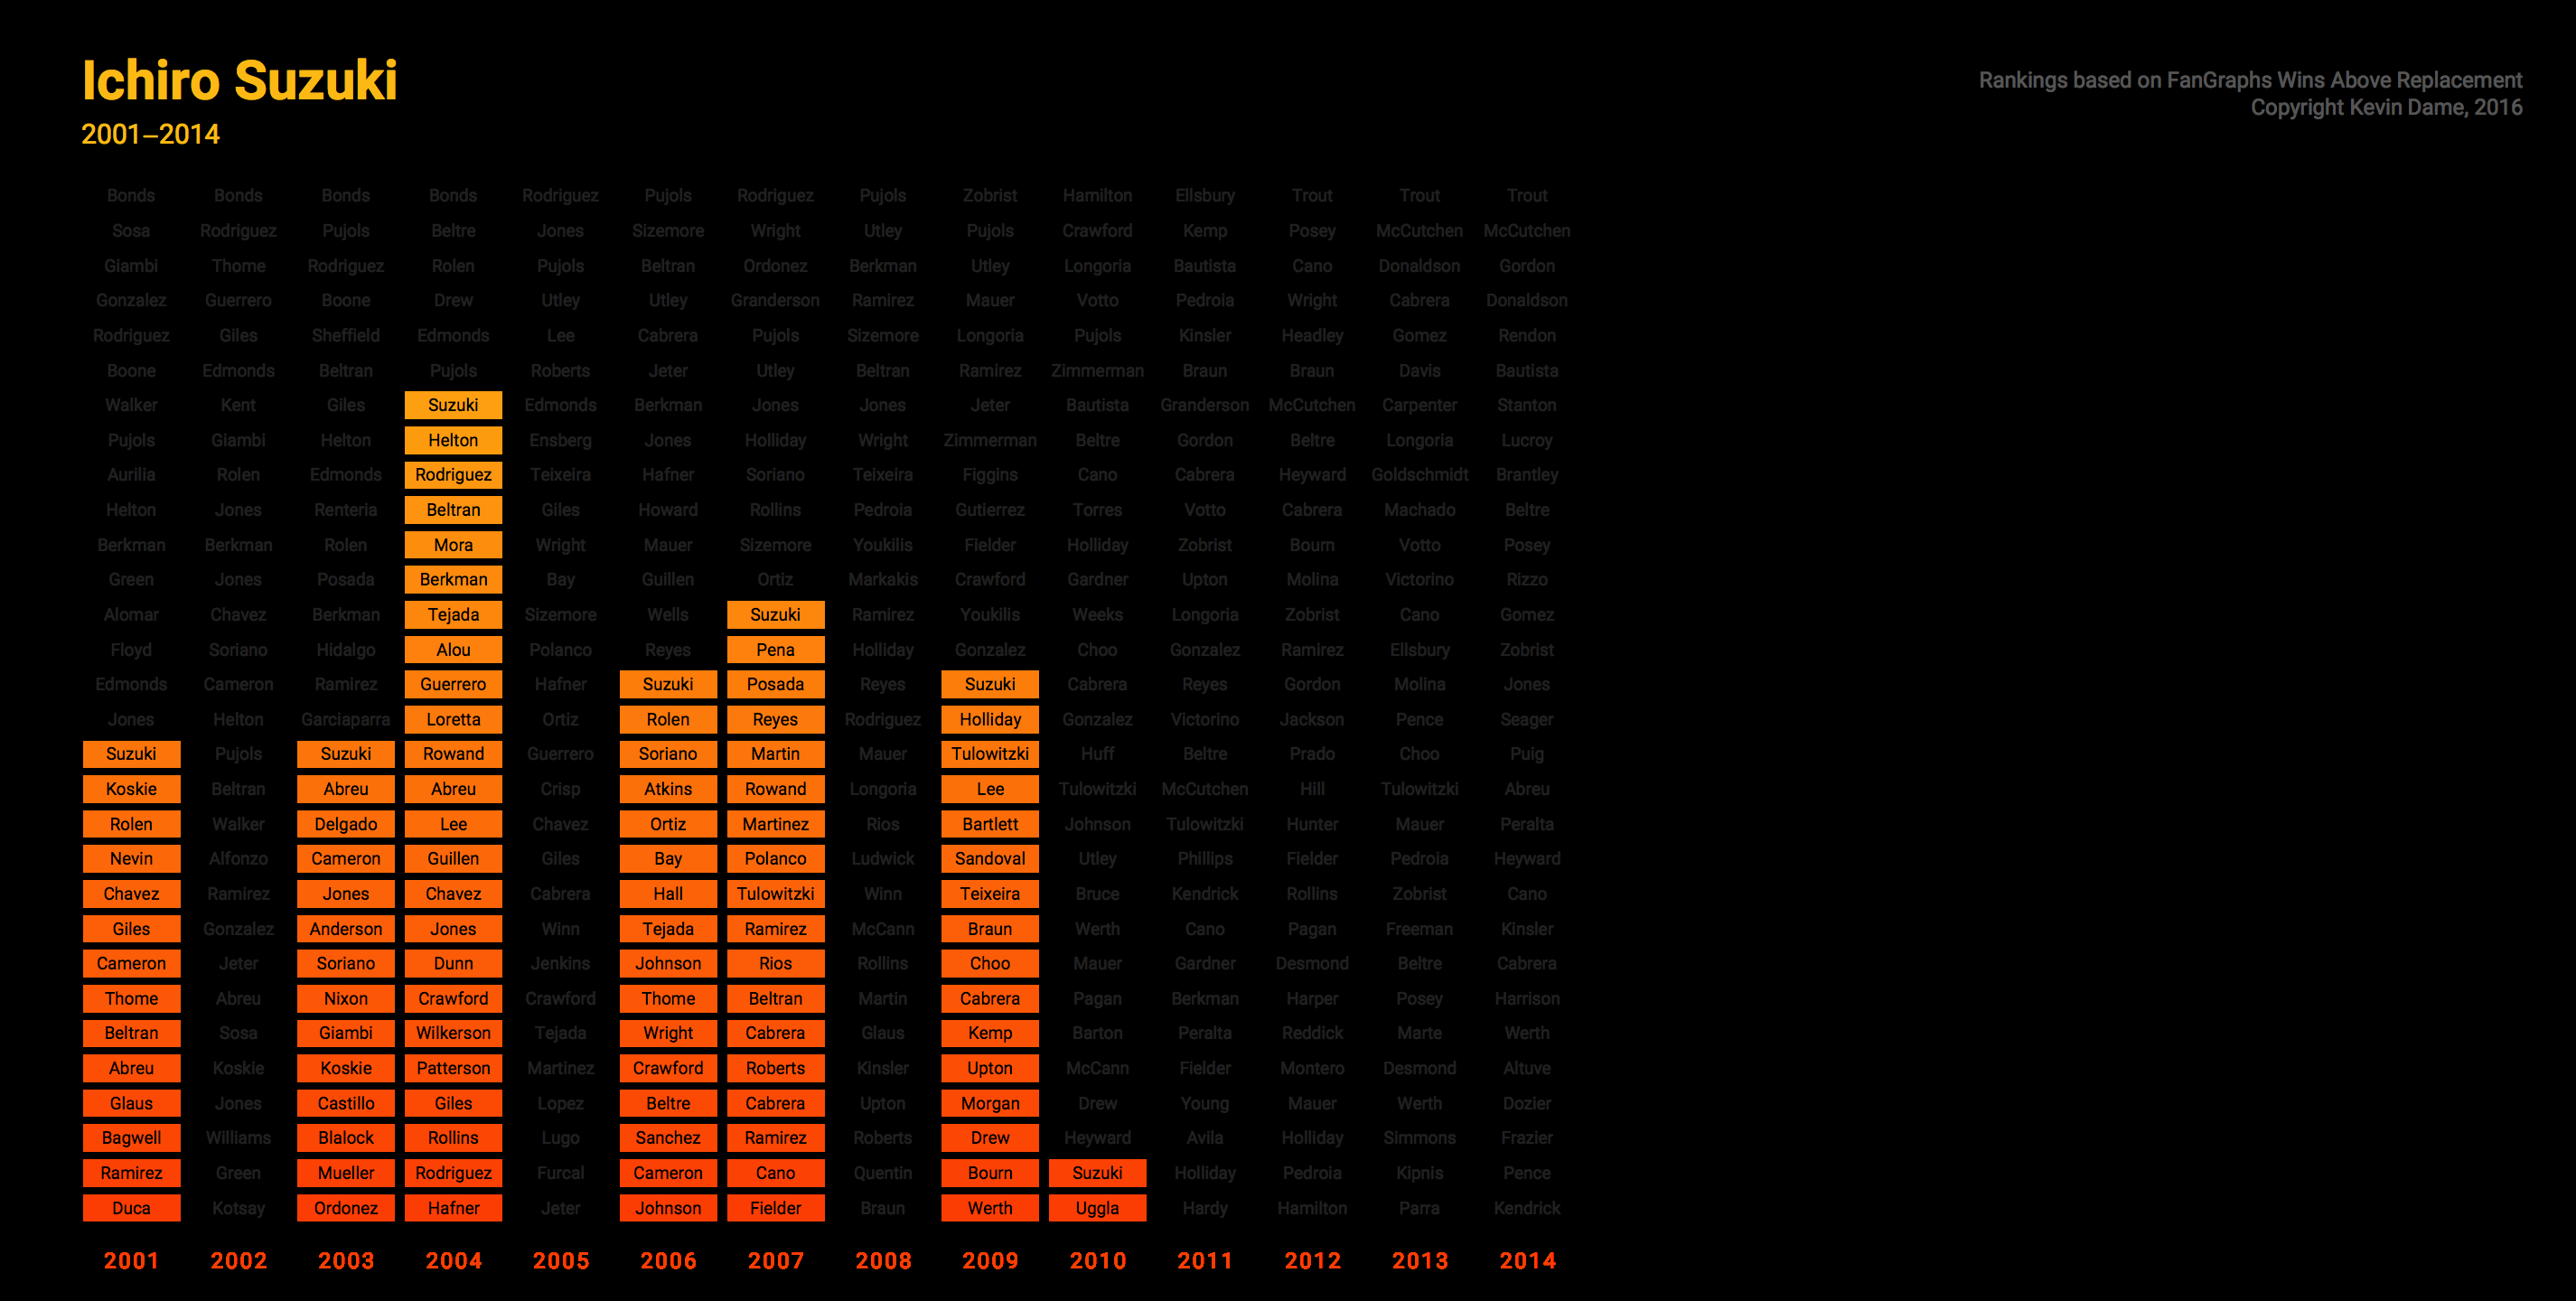 Ichiro Suzuki
2001–2014
Rankings based on FanGraphs Wins Above Replacement
Copyright Kevin Dame, 2016
Bonds Bonds Bonds Bonds Rodriguez Pujols Rodriguez Pujols Zobrist Hamilton Ellsbury Trout Trout Trout
Sosa Rodriguez Pujols Beltre Jones Sizemore Wright Utley Pujols Crawford Kemp Posey McCutchen McCutchen
Giambi Thome Rodriguez Rolen Pujols Beltran Ordonez Berkman Utley Longoria Bautista Cano Donaldson Gordon
Gonzalez Guerrero Boone Drew Utley Utley Granderson Ramirez Mauer Votto Pedroia Wright Cabrera Donaldson
Rodriguez Giles Sheffield Edmonds Lee Cabrera Pujols Sizemore Longoria Pujols Kinsler Headley Gomez Rendon
Boone Edmonds Beltran Pujols Roberts Jeter Utley Beltran Ramirez Zimmerman Braun Braun Davis Bautista
Walker Kent Giles Suzuki Edmonds Berkman Jones Jones Jeter Bautista Granderson McCutchen Carpenter Stanton
Pujols Giambi Helton Helton Ensberg Jones Holliday Wright Zimmerman Beltre Gordon Beltre Longoria Lucroy
Aurilia Rolen Edmonds Rodriguez Teixeira Hafner Soriano Teixeira Figgins Cano Cabrera Heyward Goldschmidt Brantley
Helton Jones Renteria Beltran Giles Howard Rollins Pedroia Gutierrez Torres Votto Cabrera Machado Beltre
Berkman Berkman Rolen Mora Wright Mauer Sizemore Youkilis Fielder Holliday Zobrist Bourn Votto Posey
Green Jones Posada Berkman Bay Guillen Ortiz Markakis Crawford Gardner Upton Molina Victorino Rizzo
Alomar Chavez Berkman Tejada Sizemore Wells Suzuki Ramirez Youkilis Weeks Longoria Zobrist Cano Gomez
Floyd Soriano Hidalgo Alou Polanco Reyes Pena Holliday Gonzalez Choo Gonzalez Ramirez Ellsbury Zobrist
Edmonds Cameron Ramirez Guerrero Hafner Suzuki Posada Reyes Suzuki Cabrera Reyes Gordon Molina Jones
Jones Helton Garciaparra Loretta Ortiz Rolen Reyes Rodriguez Holliday Gonzalez Victorino Jackson Pence Seager
Suzuki Pujols Suzuki Rowand Guerrero Soriano Martin Mauer Tulowitzki Huff Beltre Prado Choo Puig
Koskie Beltran Abreu Abreu Crisp Atkins Rowand Longoria Lee Tulowitzki McCutchen Hill Tulowitzki Abreu
Rolen Walker Delgado Lee Chavez Ortiz Martinez Rios Bartlett Johnson Tulowitzki Hunter Mauer Peralta
Nevin Alfonzo Cameron Guillen Giles Bay Polanco Ludwick Sandoval Utley Phillips Fielder Pedroia Heyward
Chavez Ramirez Jones Chavez Cabrera Hall Tulowitzki Winn Teixeira Bruce Kendrick Rollins Zobrist Cano
Giles Gonzalez Anderson Jones Winn Tejada Ramirez McCann Braun Werth Cano Pagan Freeman Kinsler
Cameron Jeter Soriano Dunn Jenkins Johnson Rios Rollins Choo Mauer Gardner Desmond Beltre Cabrera
Thome Abreu Nixon Crawford Crawford Thome Beltran Martin Cabrera Pagan Berkman Harper Posey Harrison
Beltran Sosa Giambi Wilkerson Tejada Wright Cabrera Glaus Kemp Barton Peralta Reddick Marte Werth
Abreu Koskie Koskie Patterson Martinez Crawford Roberts Kinsler Upton McCann Fielder Montero Desmond Altuve
Glaus Jones Castillo Giles Lopez Beltre Cabrera Upton Morgan Drew Young Mauer Werth Dozier
Bagwell Williams Blalock Rollins Lugo Sanchez Ramirez Roberts Drew Heyward Avila Holliday Simmons Frazier
Ramirez Green Mueller Rodriguez Furcal Cameron Cano Quentin Bourn Suzuki Holliday Pedroia Kipnis Pence
Duca Kotsay Ordonez Hafner Jeter Johnson Fielder Braun Werth Uggla Hardy Hamilton Parra Kendrick
2001 2002 2003 2004 2005 2006 2007 2008 2009 2010 2011 2012 2013 2014